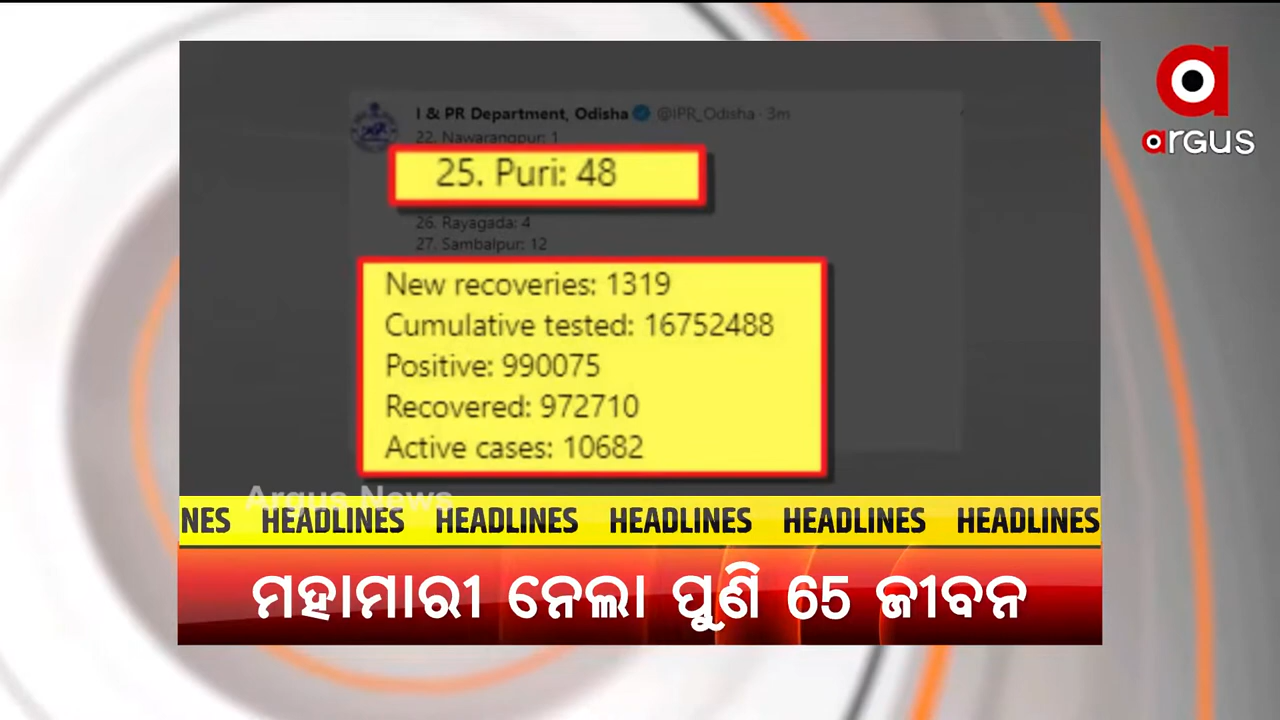 I & PR Department, Odisha @IPR_Odisha · 3m
22. Nawarangpur: 1
25. Puri: 48
26. Rayagada: 4
27. Sambalpur: 12
New recoveries: 1319
Cumulative tested: 16752488
Positive: 990075
Recovered: 972710
Active cases: 10682
argus
Argus News
NES HEADLINES HEADLINES HEADLINES HEADLINES HEADLINES
ମହାମାରୀ ନେଲା ପୁଣି 65 ଜୀବନ